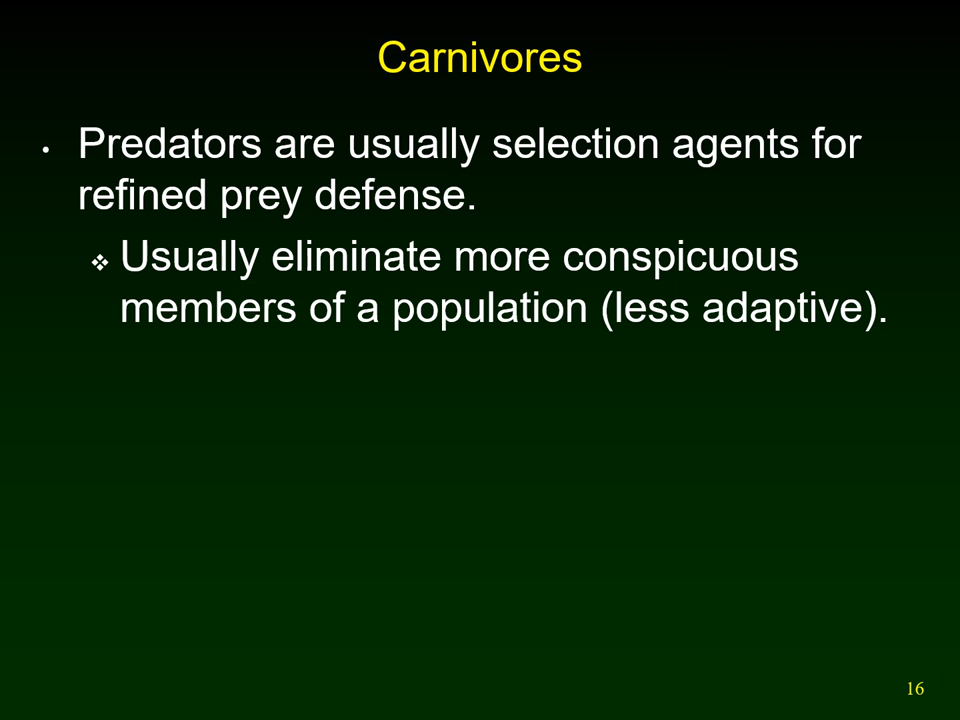 Carnivores
• Predators are usually selection agents for
refined prey defense.
❖ Usually eliminate more conspicuous
members of a population (less adaptive).
16